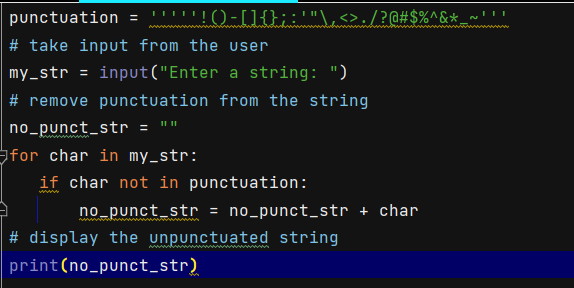 punctuation = '''''!()-[]{};:'"\,<>./?@#$%^&*_~'''
# take input from the user
my_str = input("Enter a string: ")
# remove punctuation from the string
no_punct_str = ""
for char in my_str:
    if char not in punctuation:
        no_punct_str = no_punct_str + char
# display the unpunctuated string
print(no_punct_str)